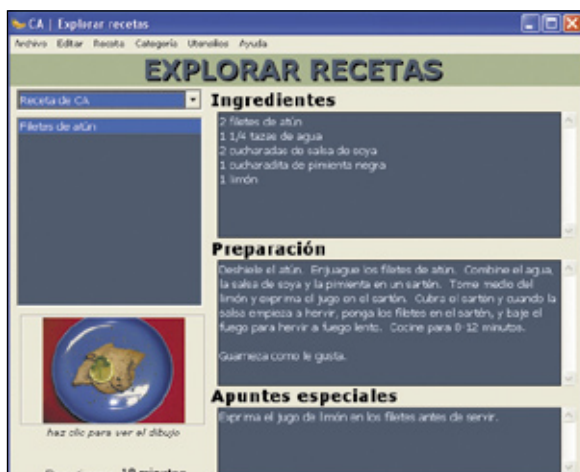 CA | Explorar recetas
Archivo Editar Receta Categoría Utensilios Ayuda
EXPLORAR RECETAS
Receta de CA
Filetes de atún
Ingredientes
2 filetes de atún
1 1/4 tazas de agua
2 cucharadas de salsa de soya
1 cucharadita de pimienta negra
1 limón
Preparación
Deshiele el atún. Enjuague los filetes de atún. Combine el agua,
la salsa de soya y la pimienta en un sartén. Tome medio del
limón y exprima el jugo en el sartén. Cubra el sartén y cuando la
salsa empieza a hervir, ponga los filetes en el sartén, y baje el
fuego para hervir a fuego lento. Cocine para 8-12 minutos.
Guarneza como le gusta.
haz clic para ver el dibujo
Apuntes especiales
Exprima el jugo de limón en los filetes antes de servir.
10 minutos